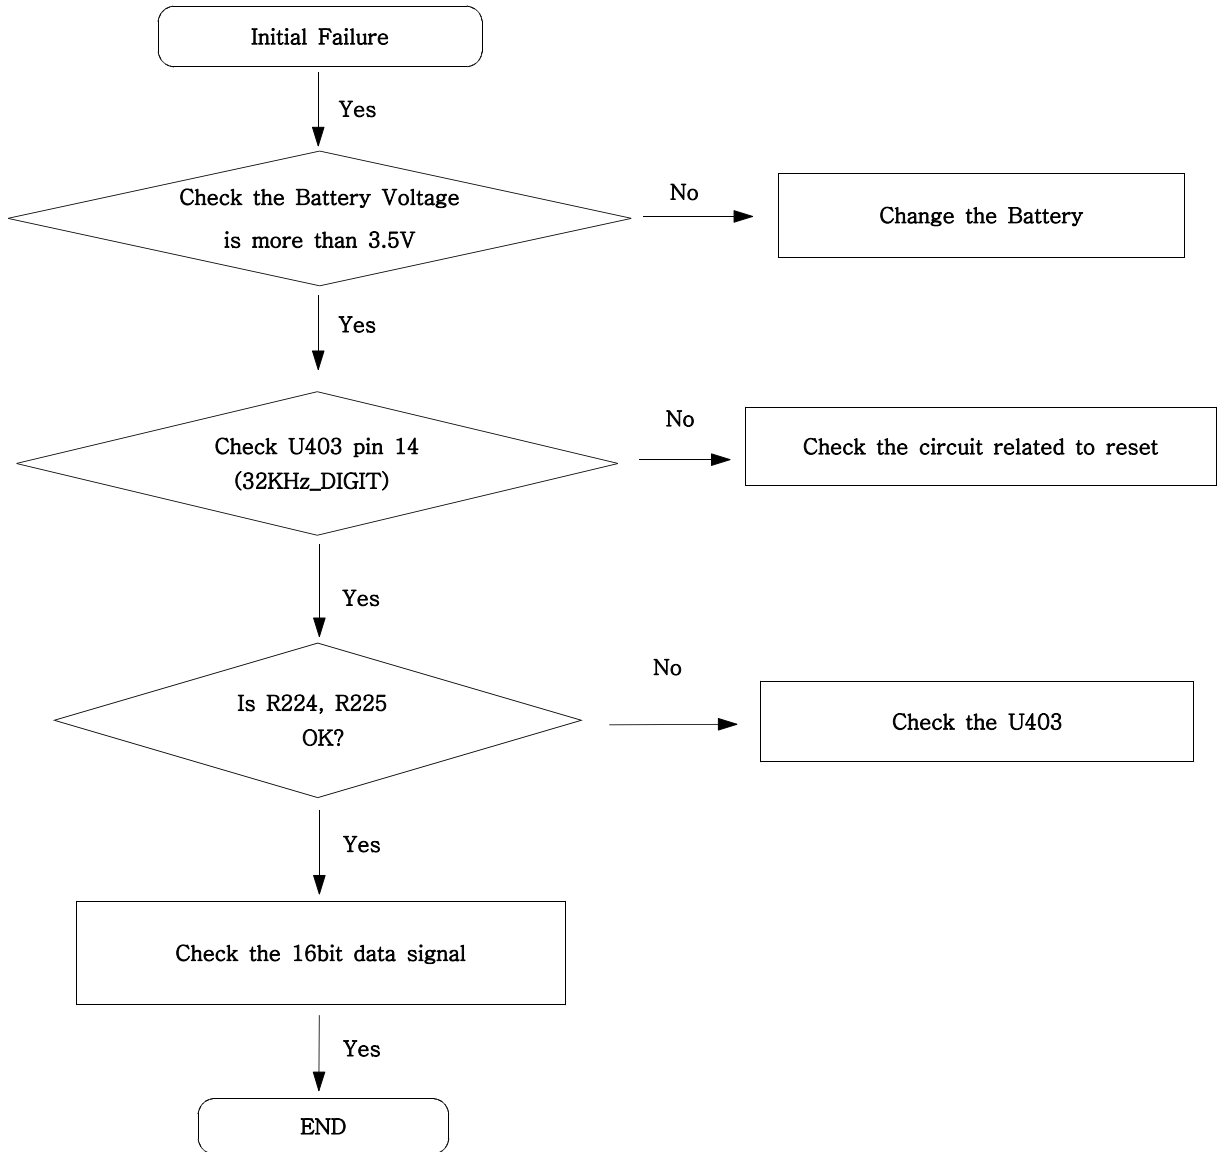 Initial Failure
Yes
Check the Battery Voltage
is more than 3.5V
No
Change the Battery
Yes
Check U403 pin 14
(32KHz_DIGIT)
No
Check the circuit related to reset
Yes
Is R224, R225
OK?
No
Check the U403
Yes
Check the 16bit data signal
Yes
END